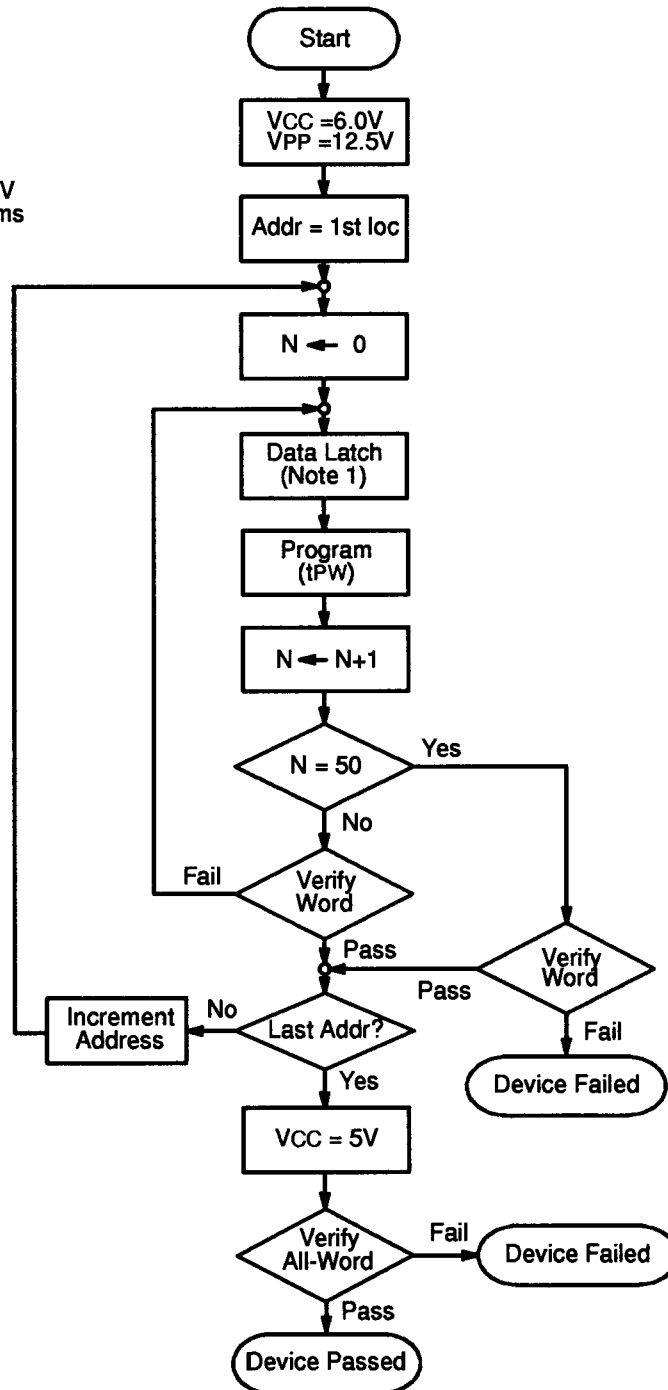 Start
VCC =6.0V
VPP =12.5V
V
ms
Addr = 1st loc
N ← 0
Data Latch
(Note 1)
Program
(tPW)
N ← N+1
N = 50
Yes
No
Verify
Word
Fail
Pass
Verify
Word
Pass
Fail
Device Failed
Last Addr?
No
Increment
Address
Yes
VCC = 5V
Verify
All-Word
Fail
Device Failed
Pass
Device Passed